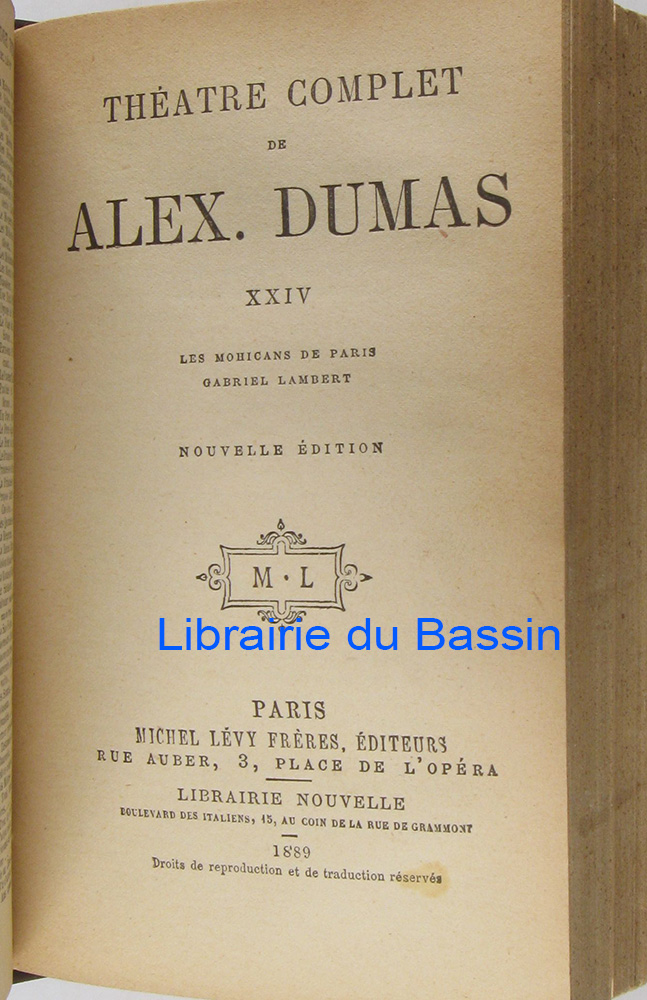 THÉATRE COMPLET
DE
ALEX. DUMAS
XXIV
LES MOHICANS DE PARIS
GABRIEL LAMBERT
NOUVELLE ÉDITION
M · L
Librairie du Bassin
PARIS
MICHEL LÉVY FRÈRES, ÉDITEURS
RUE AUBER, 3, PLACE DE L'OPÉRA
LIBRAIRIE NOUVELLE
BOULEVARD DES ITALIENS, 15, AU COIN DE LA RUE DE GRAMMONT
1889
Droits de reproduction et de traduction réservés